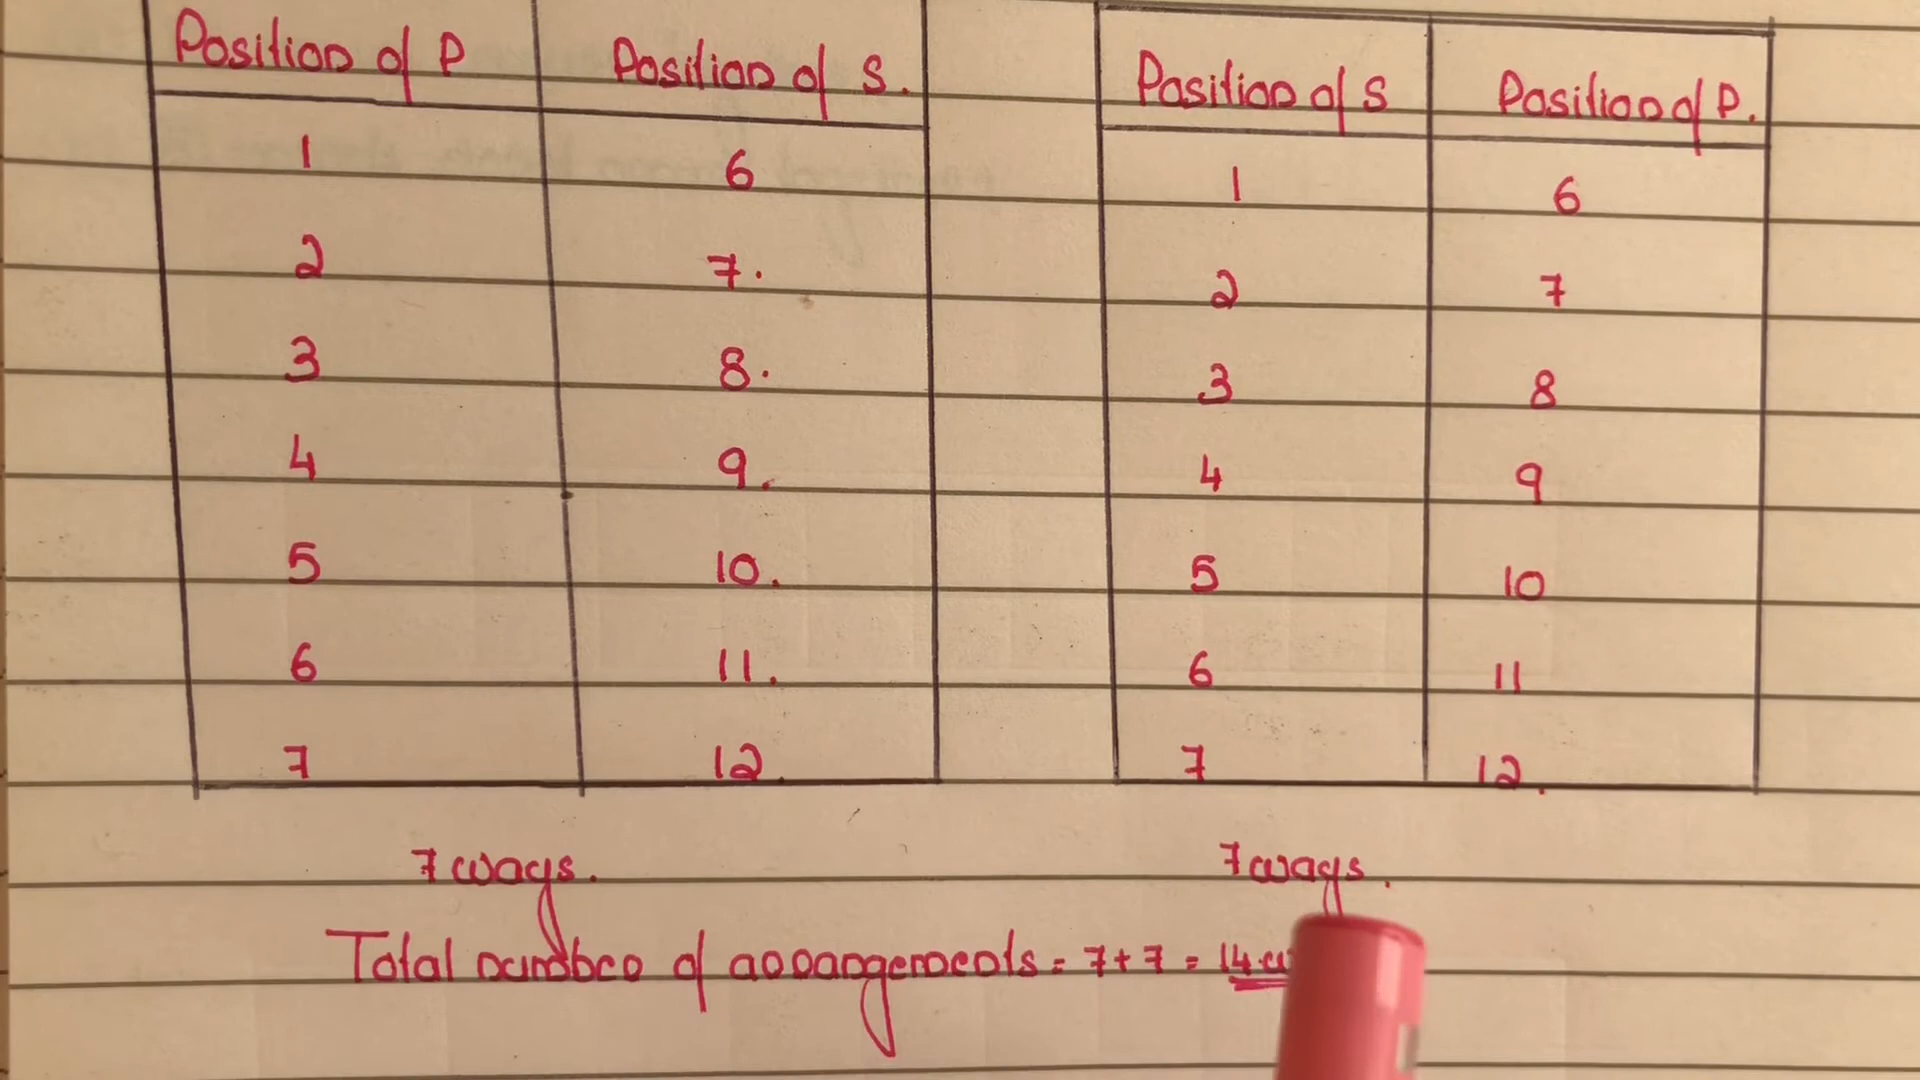 Position of P Position of S. Position of S Position of P.
1 6 1 6
2 7. 2 7
3 8. 3 8
4 9. 4 9
5 10. 5 10
6 11. 6 11
7 12. 7 12.
7 ways. 7 ways.
Total number of arrangements = 7 + 7 = 14